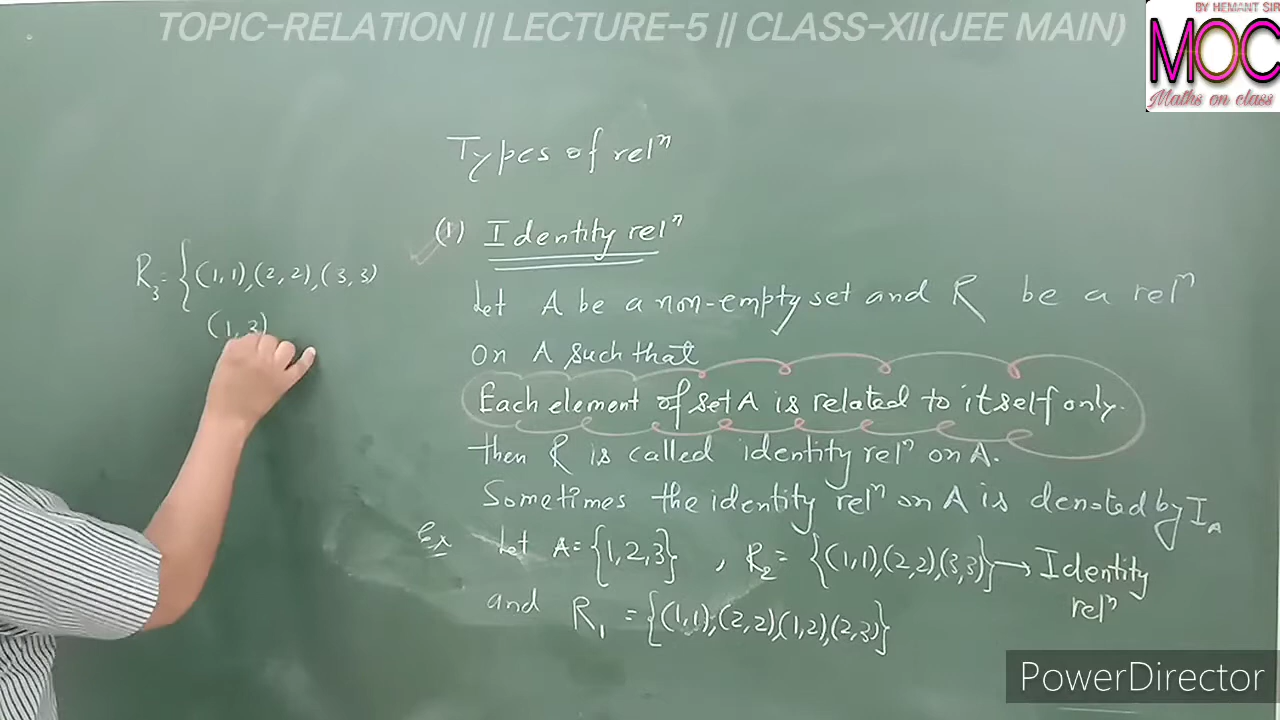 TOPIC-RELATION || LECTURE-5 || CLASS-XII(JEE MAIN)
BY HEMANT SIR
MOC
Maths on class
Types of relⁿ
(1) Identity relⁿ
Let A be a non-empty set and R be a relⁿ
on A such that
Each element of set A is related to itself only.
then R is called identity relⁿ on A.
Sometimes the identity relⁿ on A is denoted by I_A
Ex Let A = {1, 2, 3} , R₂ = {(1,1),(2,2),(3,3)} → Identity
relⁿ
and R₁ = {(1,1),(2,2),(1,2),(2,3)}
R₃ = {(1,1),(2,2),(3,3)
(1,3)
PowerDirector